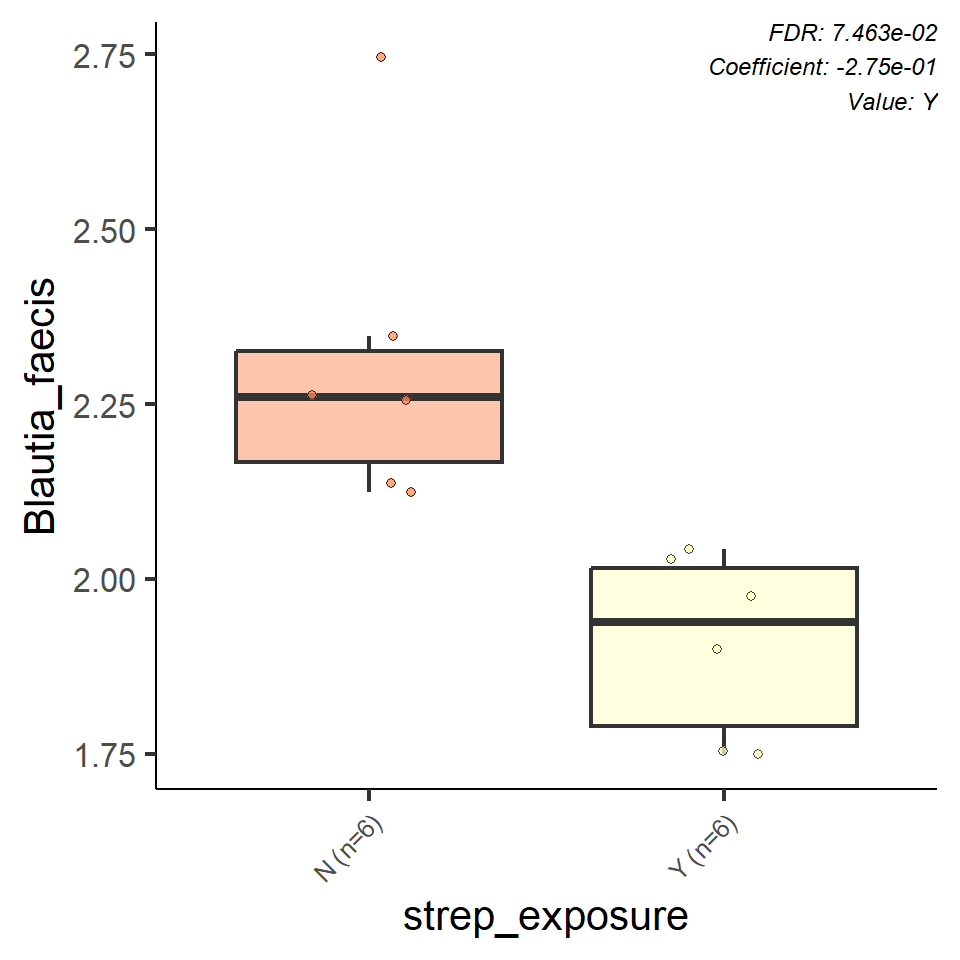 FDR: 7.463e-02
Coefficient: -2.75e-01
Value: Y
2.75
2.50
2.25
2.00
1.75
Blautia_faecis
N (n=6)
Y (n=6)
strep_exposure